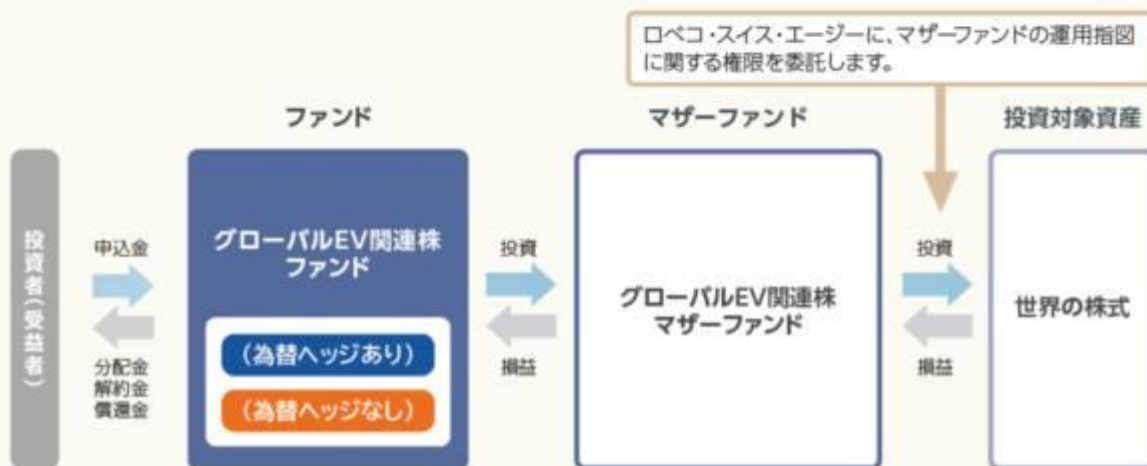 ロベコ・スイス・エージーに、マザーファンドの運用指図
に関する権限を委託します。
ファンド
マザーファンド
投資対象資産
投資者(受益者)
申込金
分配金
解約金
償還金
グローバルEV関連株
ファンド
(為替ヘッジあり)
(為替ヘッジなし)
投資
損益
グローバルEV関連株
マザーファンド
投資
損益
世界の株式